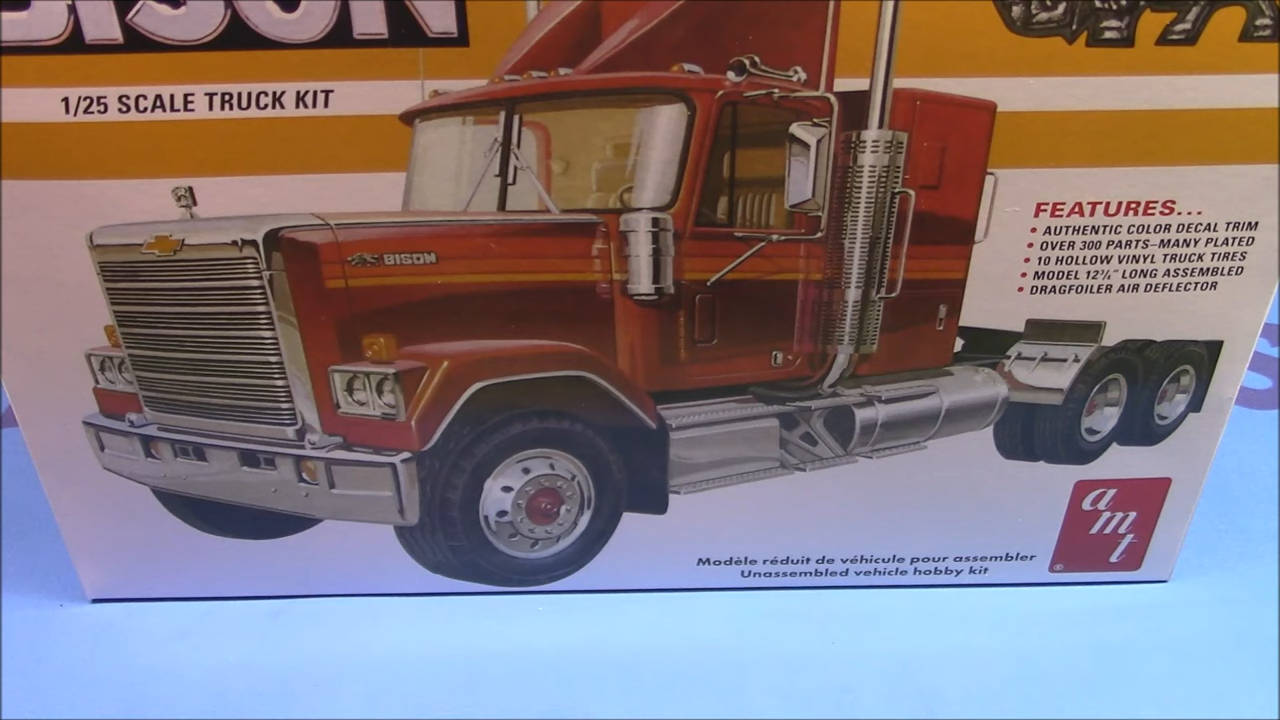 BISON
1/25 SCALE TRUCK KIT
BISON
FEATURES...
• AUTHENTIC COLOR DECAL TRIM
• OVER 300 PARTS–MANY PLATED
• 10 HOLLOW VINYL TRUCK TIRES
• MODEL 12¾" LONG ASSEMBLED
• DRAGFOILER AIR DEFLECTOR
amt
®
Modèle réduit de véhicule pour assembler
Unassembled vehicle hobby kit